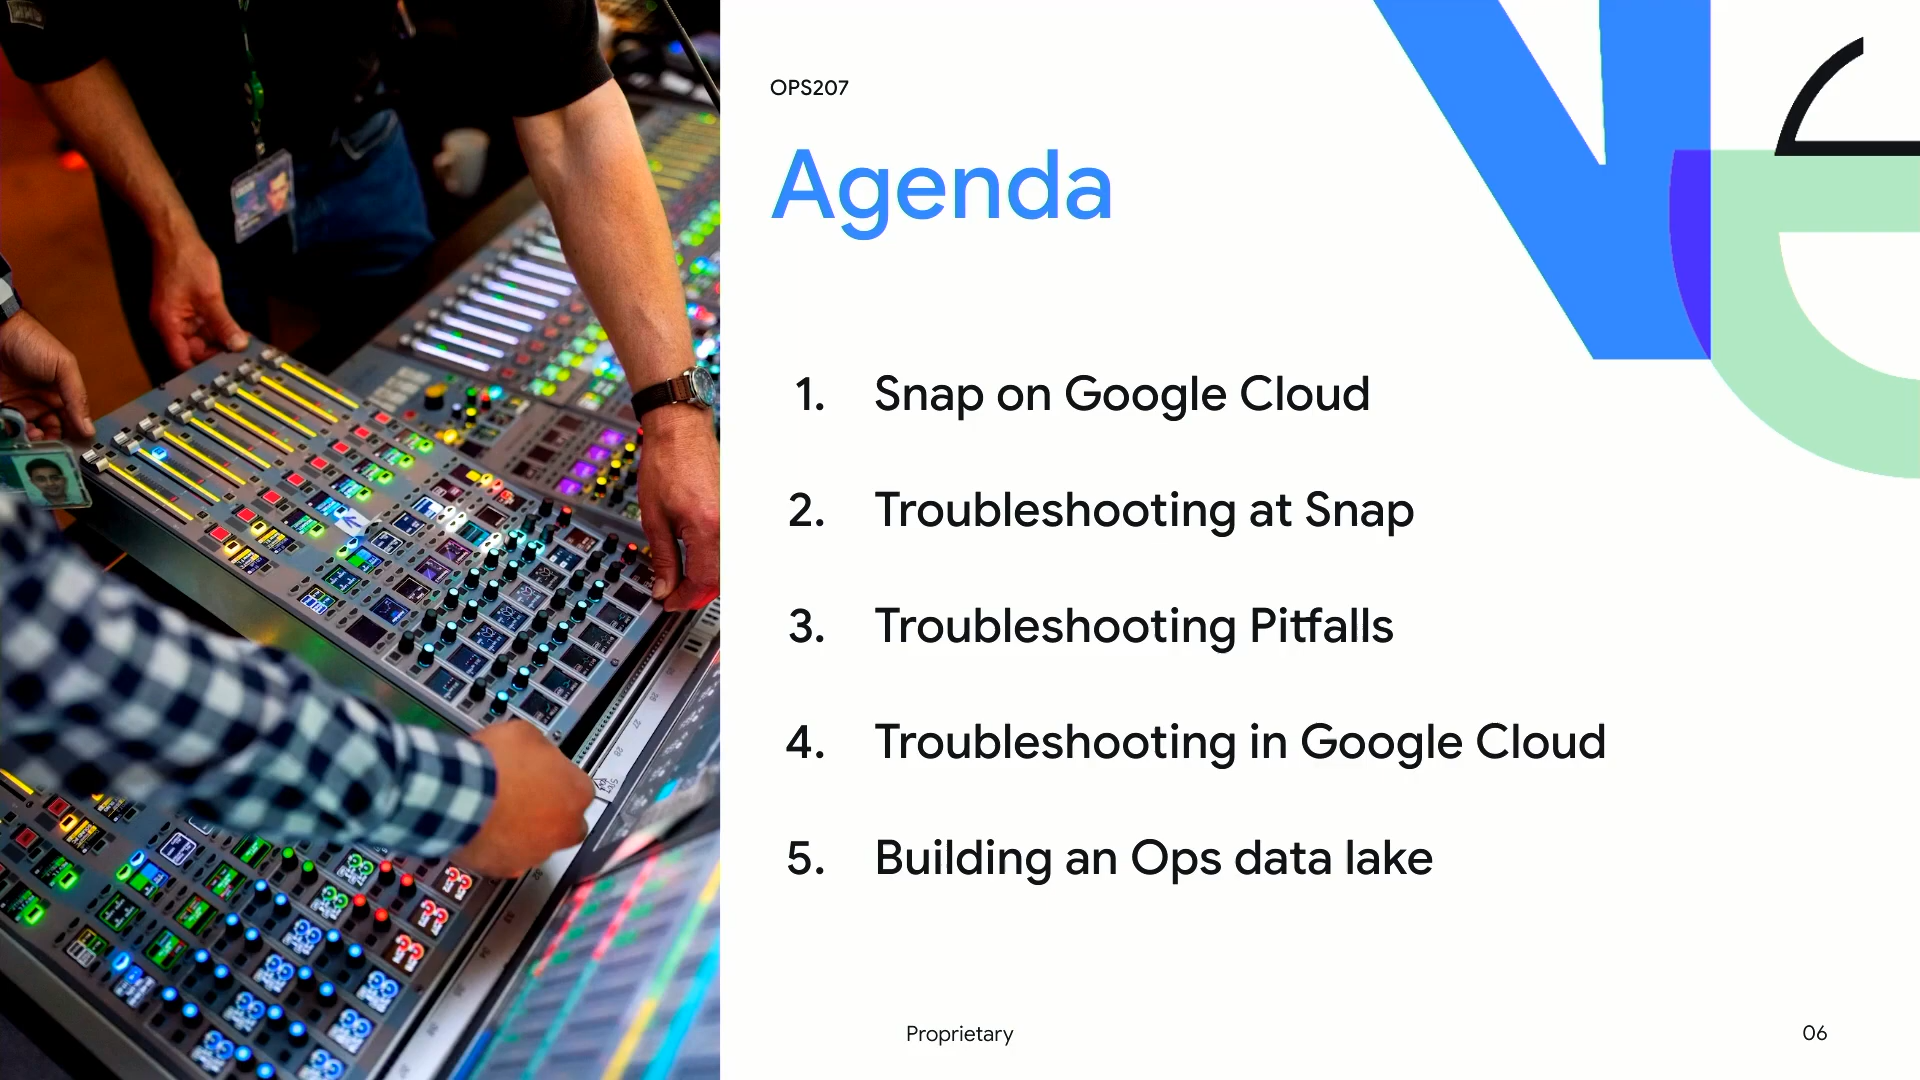 OPS207
Agenda
1. Snap on Google Cloud
2. Troubleshooting at Snap
3. Troubleshooting Pitfalls
4. Troubleshooting in Google Cloud
5. Building an Ops data lake
Proprietary
06